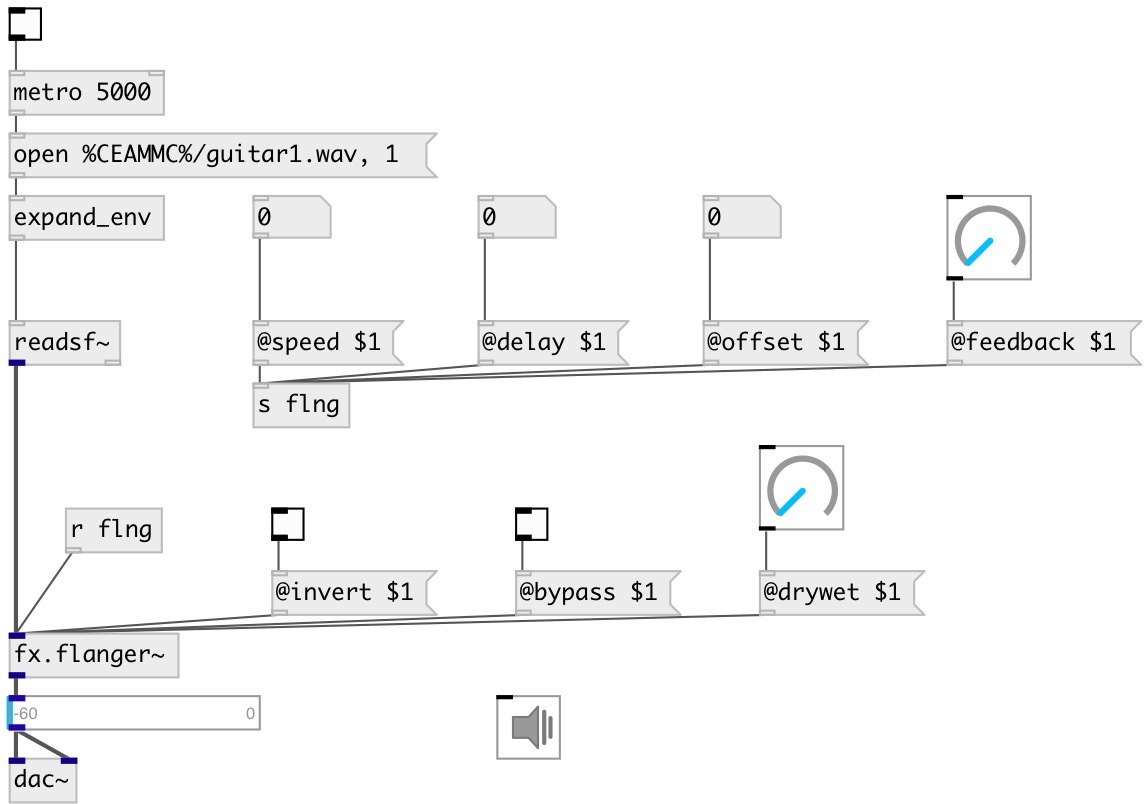 metro 5000
open %CEAMMC%/guitar1.wav, 1
expand_env
0
0
0
readsf~
@speed $1
@delay $1
@offset $1
@feedback $1
s flng
r flng
@invert $1
@bypass $1
@drywet $1
fx.flanger~
-60 0
dac~